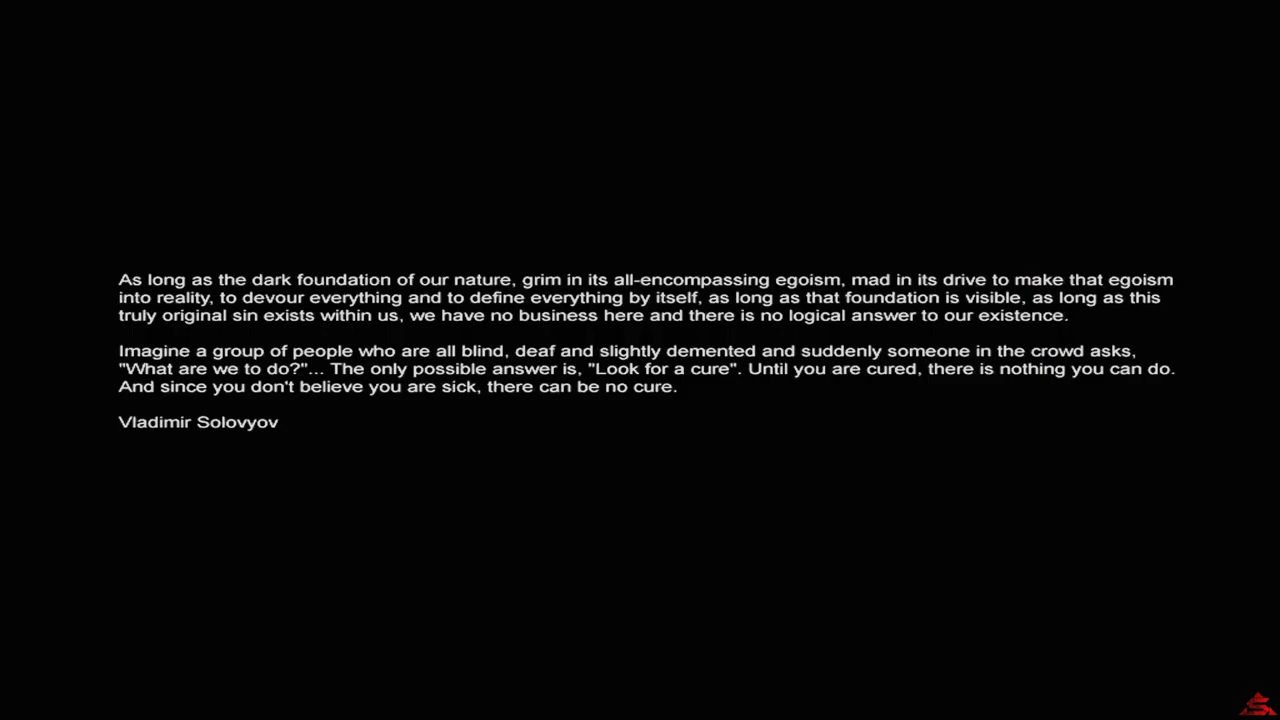 As long as the dark foundation of our nature, grim in its all-encompassing egoism, mad in its drive to make that egoism
into reality, to devour everything and to define everything by itself, as long as that foundation is visible, as long as this
truly original sin exists within us, we have no business here and there is no logical answer to our existence.
Imagine a group of people who are all blind, deaf and slightly demented and suddenly someone in the crowd asks,
"What are we to do?"... The only possible answer is, "Look for a cure". Until you are cured, there is nothing you can do.
And since you don't believe you are sick, there can be no cure.
Vladimir Solovyov